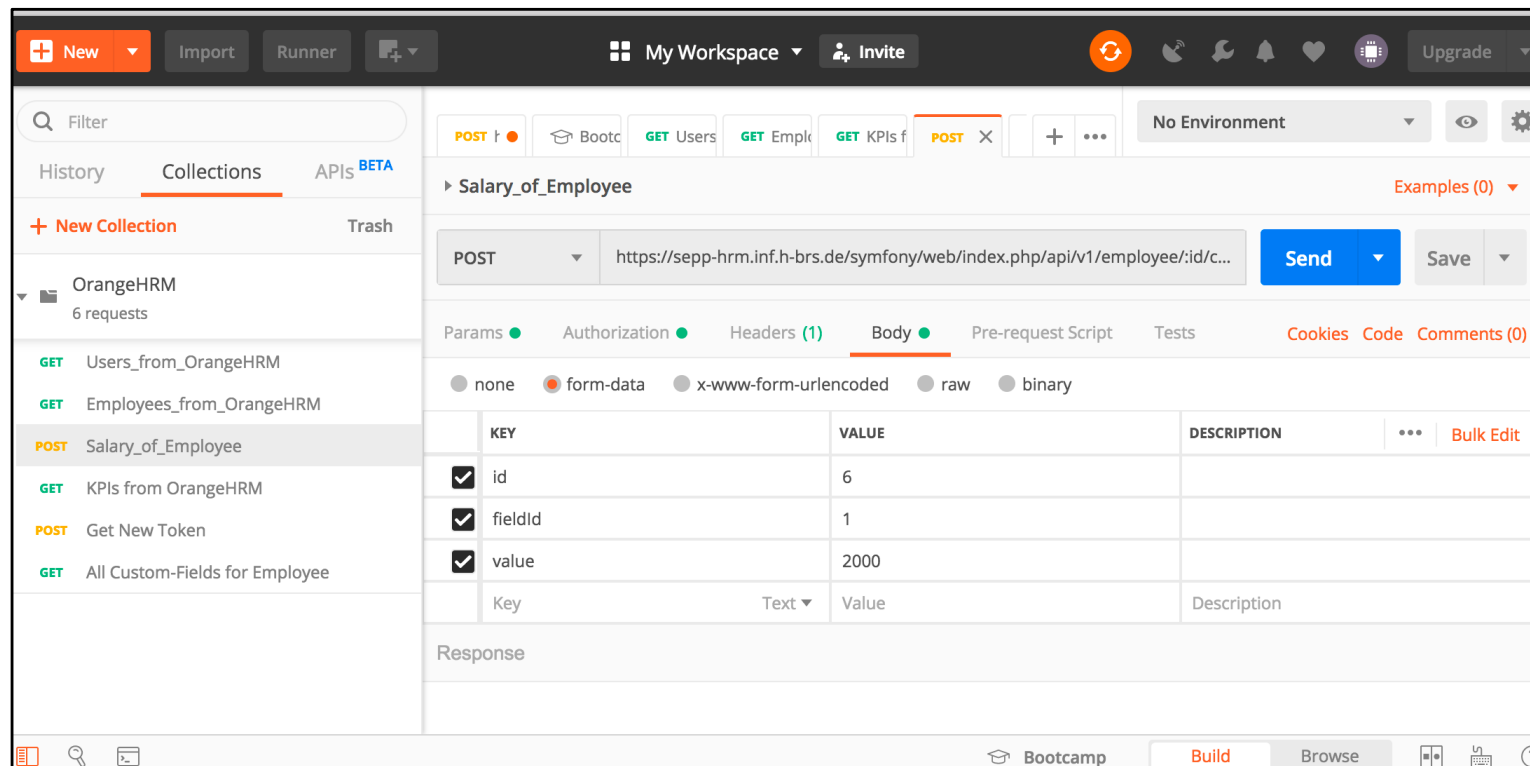 New Import Runner My Workspace Invite Upgrade
Filter
History Collections APIs BETA
+ New Collection Trash
OrangeHRM
6 requests
GET Users_from_OrangeHRM
GET Employees_from_OrangeHRM
POST Salary_of_Employee
GET KPIs from OrangeHRM
POST Get New Token
GET All Custom-Fields for Employee
POST Bootc GET Users GET Emplo GET KPIs f POST No Environment
Salary_of_Employee Examples (0)
POST https://sepp-hrm.inf.h-brs.de/symfony/web/index.php/api/v1/employee/:id/c... Send Save
Params Authorization Headers (1) Body Pre-request Script Tests Cookies Code Comments (0)
none form-data x-www-form-urlencoded raw binary
KEY VALUE DESCRIPTION Bulk Edit
id 6
fieldId 1
value 2000
Key Text Value Description
Response
Bootcamp Build Browse